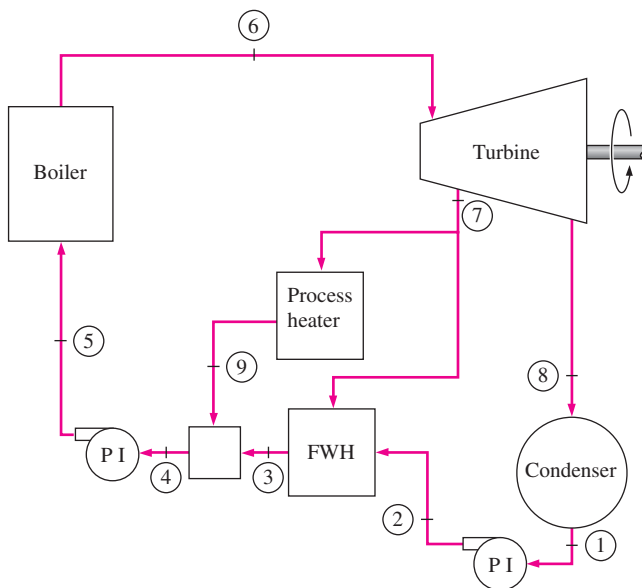 6
Turbine
Boiler
7
Process
heater
5
9
8
P I
4
3
FWH
Condenser
2
1
P I